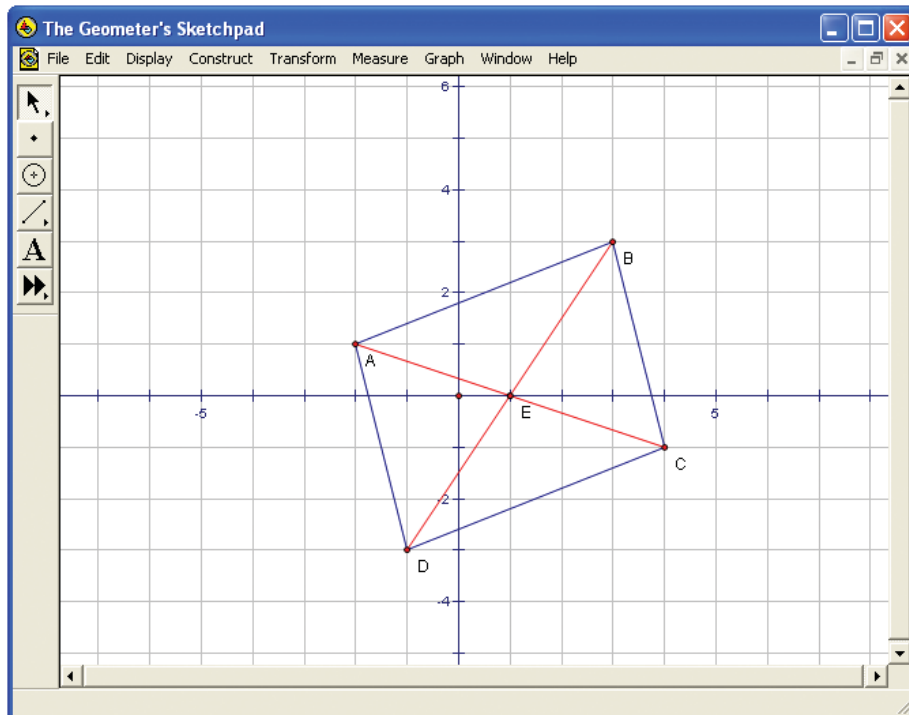 The Geometer's Sketchpad
File Edit Display Construct Transform Measure Graph Window Help
A
6
4
B
2
A
-5
E
5
C
-2
D
-4